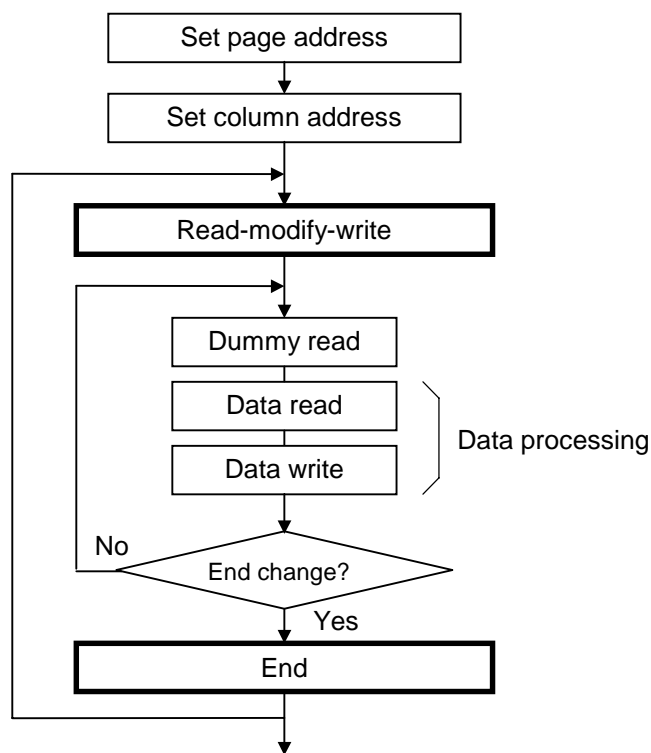 Set page address
Set column address
Read-modify-write
Dummy read
Data read
Data processing
Data write
No
End change?
Yes
End